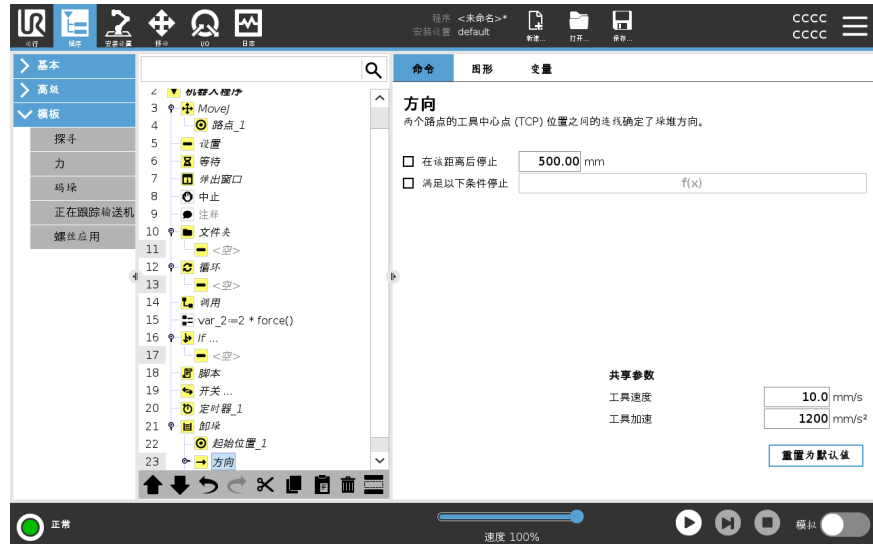 UR
运行
程序
安装设置
移动
I/O
日志
程序 <未命名>*
安装设置 default
新建...
打开...
保存...
cccc
cccc
基本
高级
模板
探寻
力
码垛
正在跟踪输送机
螺丝应用
2 机器人程序
3 MoveJ
4 路点_1
5 设置
6 等待
7 弹出窗口
8 中止
9 注释
10 文件夹
11 <空>
12 循环
13 <空>
14 调用
15 var_2:=2 * force()
16 If ...
17 <空>
18 脚本
19 开关 ...
20 定时器_1
21 卸垛
22 起始位置_1
23 方向
命令 图形 变量
方向
两个路点的工具中心点 (TCP) 位置之间的连线确定了垛堆方向。
在该距离后停止 500.00 mm
满足以下条件停止 f(x)
共享参数
工具速度 10.0 mm/s
工具加速 1200 mm/s²
重置为默认值
正常
速度 100%
模拟